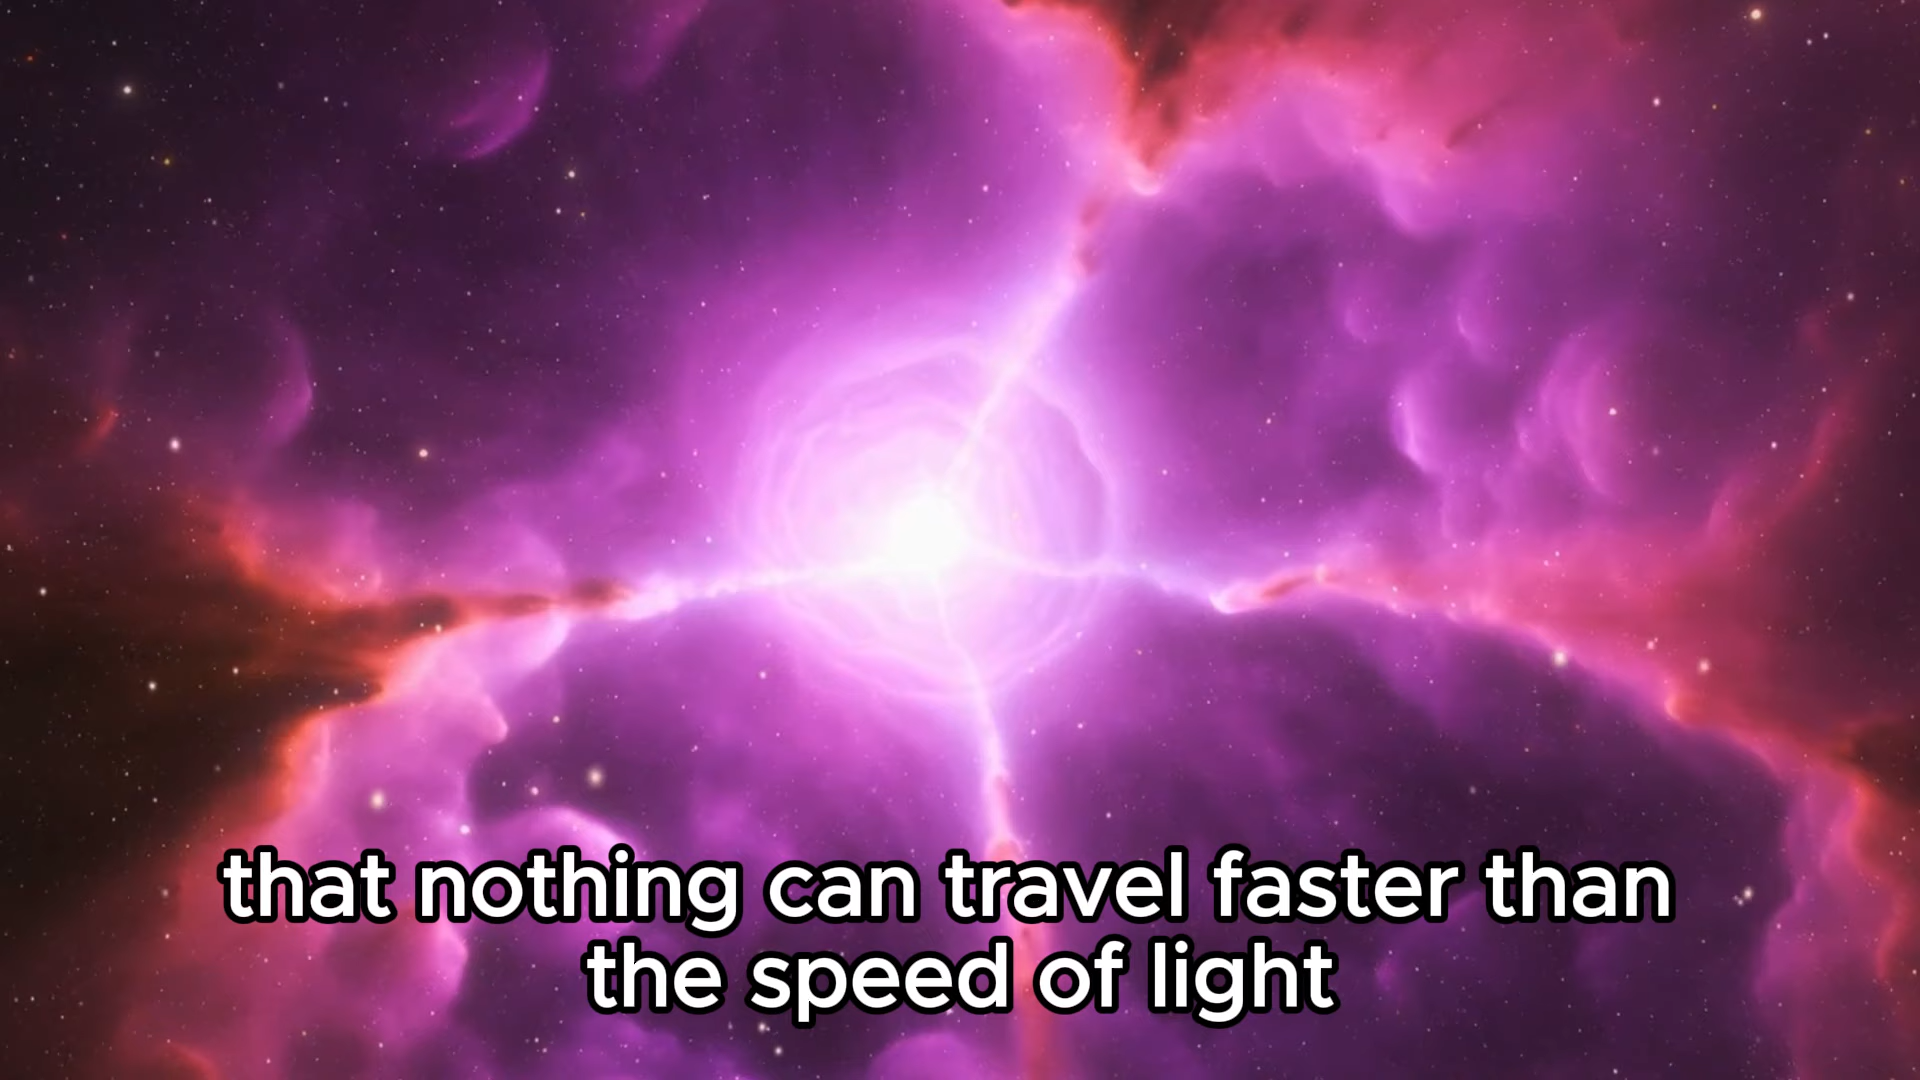 that nothing can travel faster than
the speed of light